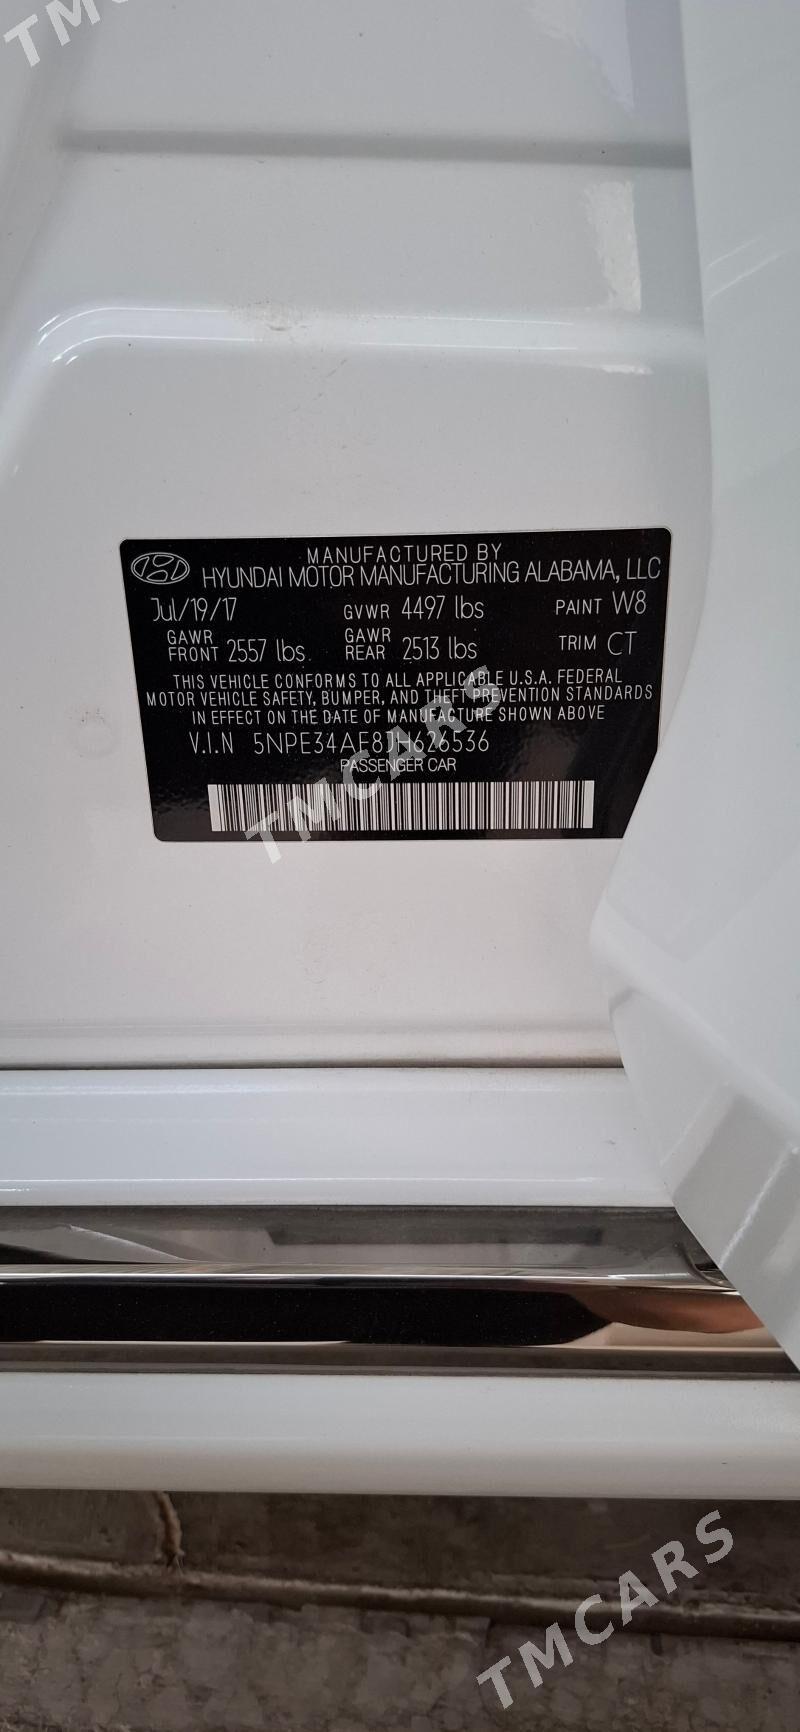 TMCARS
MANUFACTURED BY
HYUNDAI MOTOR MANUFACTURING ALABAMA, LLC
Jul/19/17 GVWR 4497 lbs PAINT W8
GAWR FRONT 2557 lbs. GAWR REAR 2513 lbs TRIM CT
THIS VEHICLE CONFORMS TO ALL APPLICABLE U.S.A. FEDERAL
MOTOR VEHICLE SAFETY, BUMPER, AND THEFT PREVENTION STANDARDS
IN EFFECT ON THE DATE OF MANUFACTURE SHOWN ABOVE
V.I.N 5NPE34AF8JH626536
PASSENGER CAR
TMCARS
TMCARS